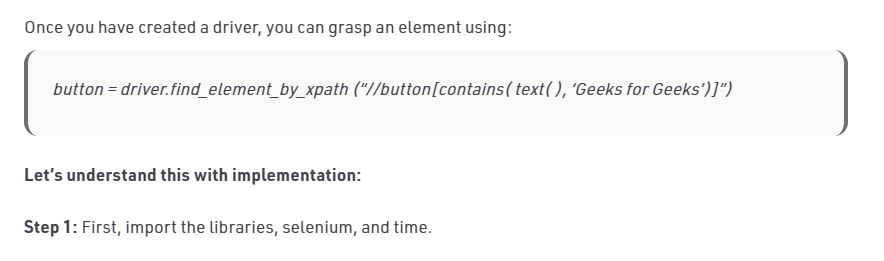 Once you have created a driver, you can grasp an element using:
button = driver.find_element_by_xpath (“//button[contains( text( ), ‘Geeks for Geeks’)]”)
Let’s understand this with implementation:
Step 1: First, import the libraries, selenium, and time.